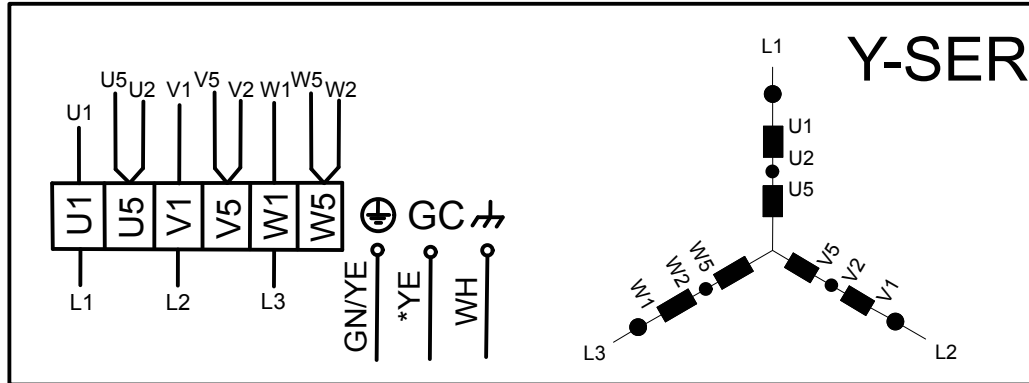 Y-SER
U1 U5 U2 V1 V5 V2 W1 W5 W2
U1 U5 V1 V5 W1 W5
L1 L2 L3
GC
GN/YE *YE WH
L1
U1
U2
U5
W1 W2 W5
V5 V2 V1
L3 L2